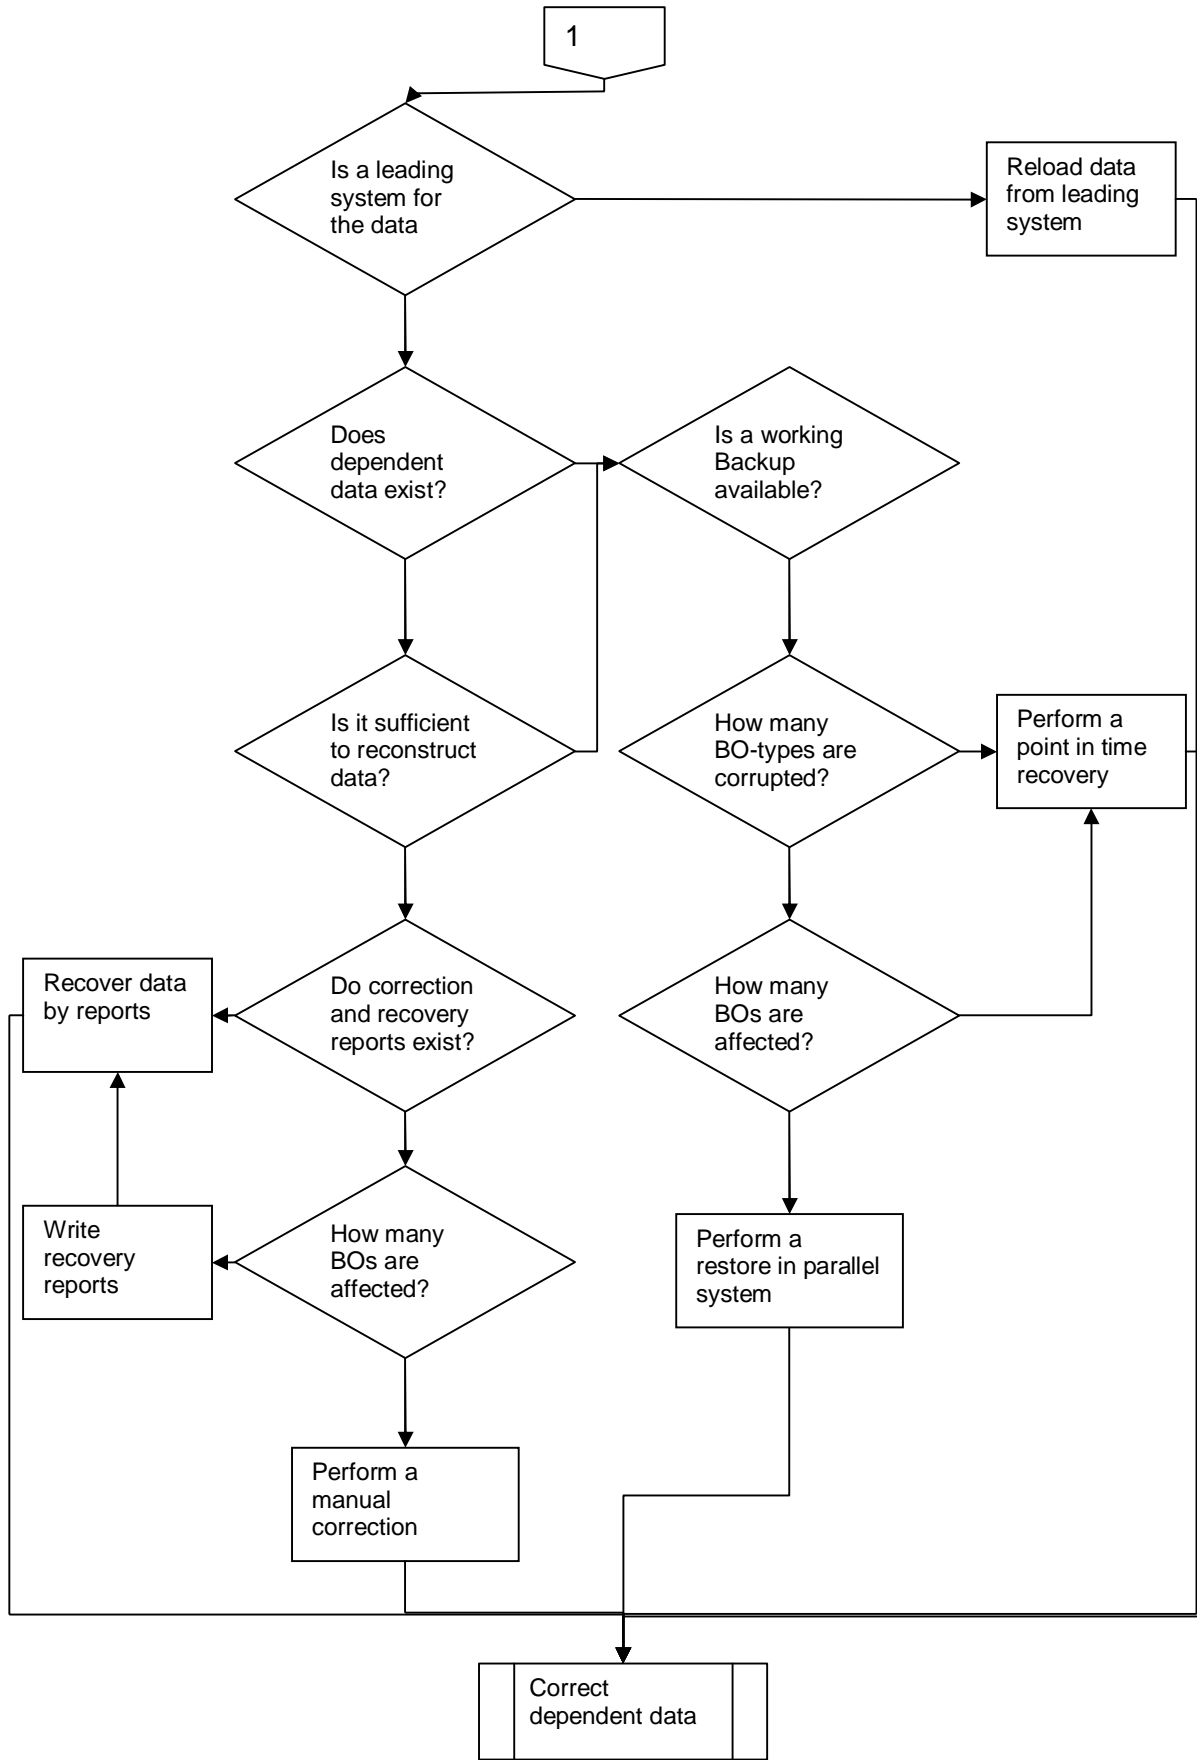 1
Is a leading
system for
the data
Reload data
from leading
system
Does
dependent
data exist?
Is a working
Backup
available?
Is it sufficient
to reconstruct
data?
How many
BO-types are
corrupted?
Perform a
point in time
recovery
Recover data
by reports
Do correction
and recovery
reports exist?
How many
BOs are
affected?
Write
recovery
reports
How many
BOs are
affected?
Perform a
restore in parallel
system
Perform a
manual
correction
Correct
dependent data